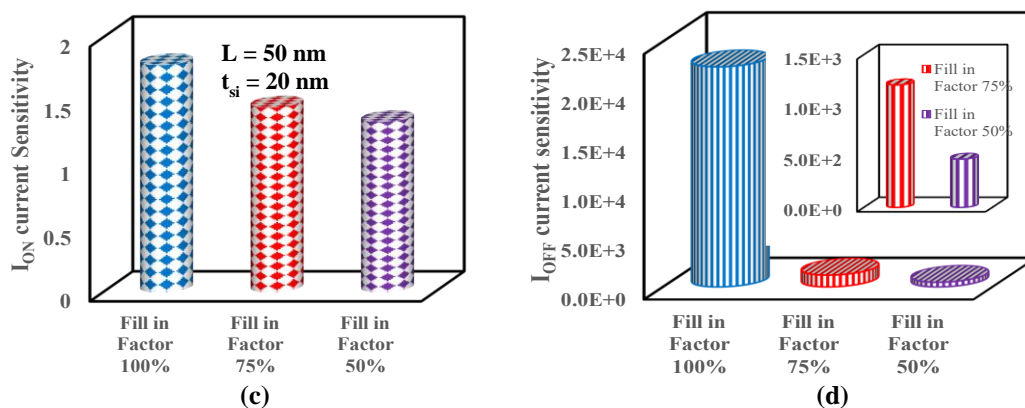 I_ON current Sensitivity
2
1.5
1
0.5
0
L = 50 nm
t_si = 20 nm
Fill in
Factor
100%
Fill in
Factor
75%
Fill in
Factor
50%
(c)
I_OFF current sensitivity
2.5E+4
2.0E+4
1.5E+4
1.0E+4
5.0E+3
0.0E+0
1.5E+3
1.0E+3
5.0E+2
0.0E+0
Fill in
Factor 75%
Fill in
Factor 50%
Fill in
Factor
100%
Fill in
Factor
75%
Fill in
Factor
50%
(d)